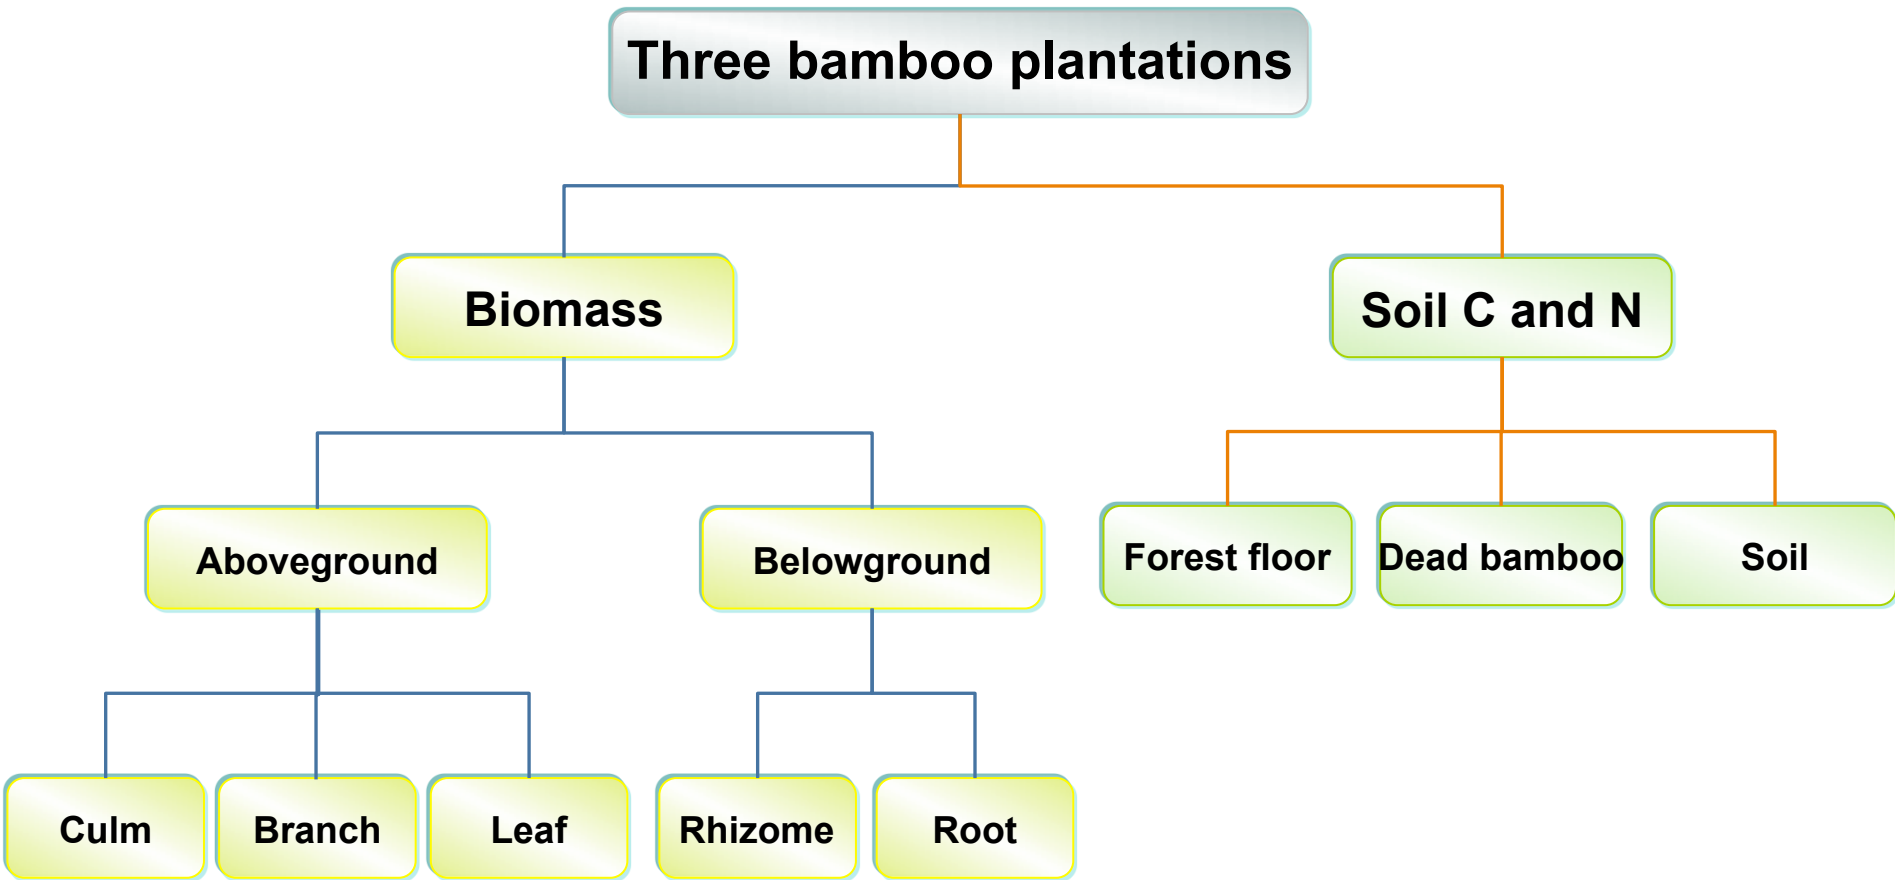 Three bamboo plantations
Biomass
Soil C and N
Aboveground
Belowground
Forest floor
Dead bamboo
Soil
Culm
Branch
Leaf
Rhizome
Root